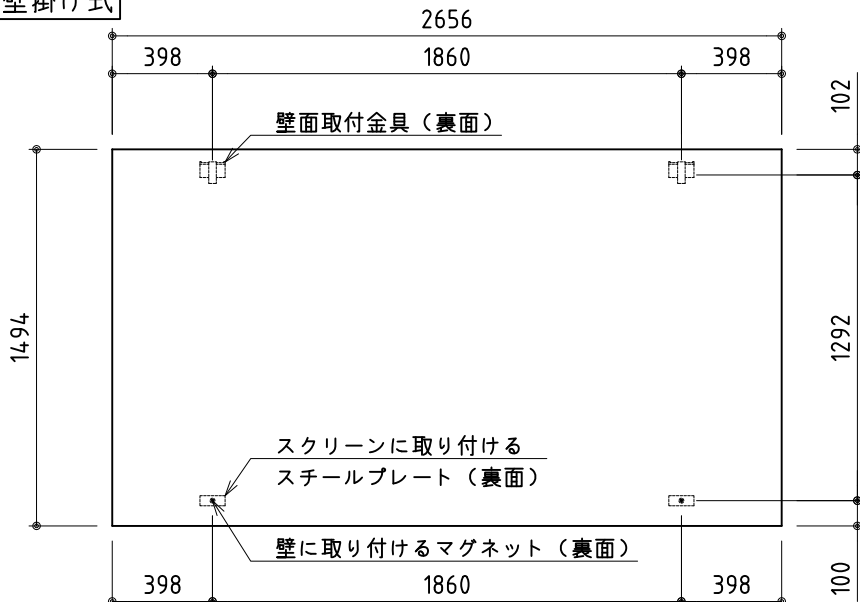 壁掛け式
2656
398 1860 398
102
壁面取付金具（裏面）
1494
1292
スクリーンに取り付ける
スチールプレート（裏面）
壁に取り付けるマグネット（裏面）
398 1860 398
100